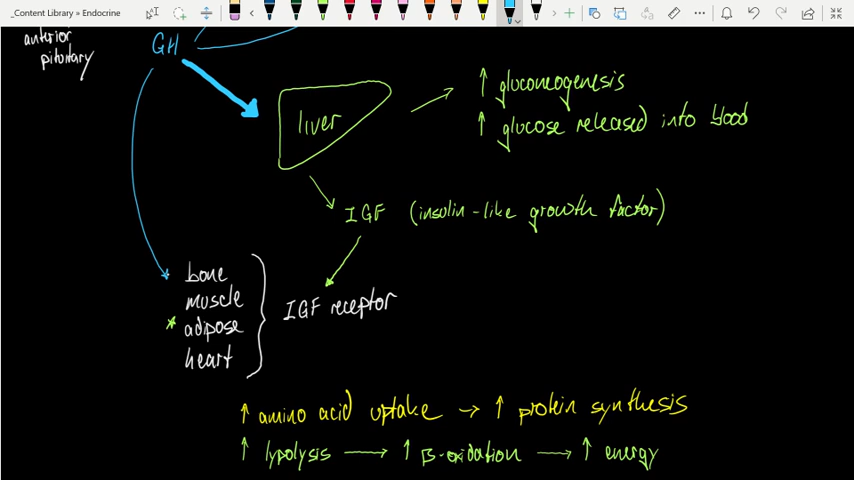 _Content Library » Endocrine
anterior
pituitary
GH
liver
↑ gluconeogenesis
↑ glucose released into blood
IGF (insulin-like growth factor)
bone
muscle
* adipose
heart
IGF receptor
↑ amino acid uptake → ↑ protein synthesis
↑ lypolysis → ↑ β-oxidation → ↑ energy